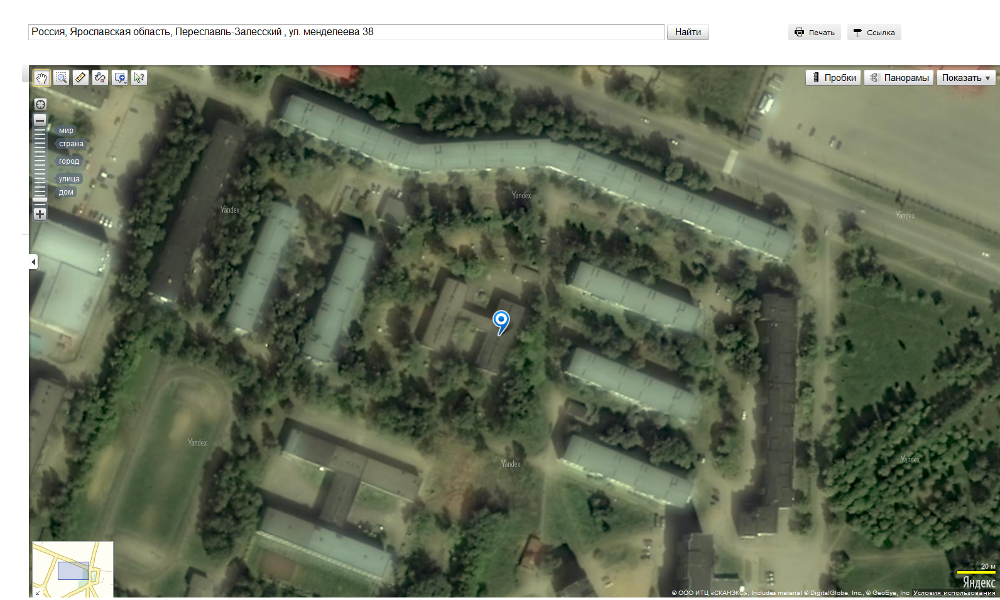 Россия, Ярославская область, Переславль-Залесский , ул. менделеева 38
Найти
Печать
Ссылка
Пробки
Панорамы
Показать
мир
страна
город
улица
дом
Yandex
Yandex
Yandex
Yandex
Yandex
Yandex
20 м
Яндекс
© ООО ИТЦ «СКАНЭКС», Includes material © DigitalGlobe, Inc., © GeoEye, Inc Условия использования